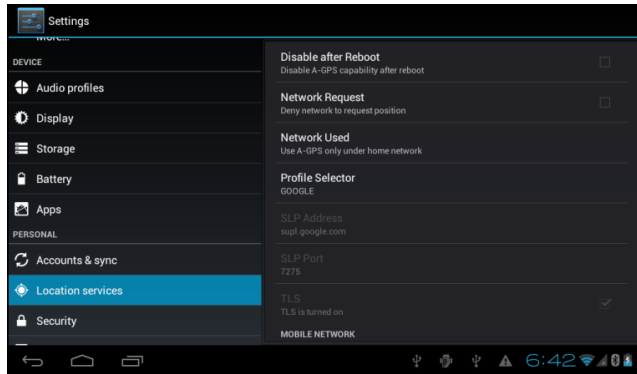 Settings
More...
DEVICE
Audio profiles
Display
Storage
Battery
Apps
PERSONAL
Accounts & sync
Location services
Security
Disable after Reboot
Disable A-GPS capability after reboot
Network Request
Deny network to request position
Network Used
Use A-GPS only under home network
Profile Selector
GOOGLE
SLP Address
supl.google.com
SLP Port
7275
TLS
TLS is turned on
MOBILE NETWORK
6:42